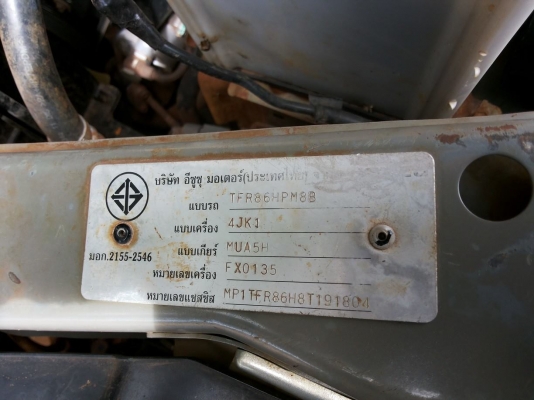 บริษัท อีซูซุ มอเตอร์(ประเทศไทย)
แบบรถ TFR86HPM8B
แบบเครื่อง 4JK1
แบบเกียร์ MUA5H
มอก.2155-2546
หมายเลขเครื่อง FX0135
หมายเลขแชสซิส MP1TFR86H8T191804